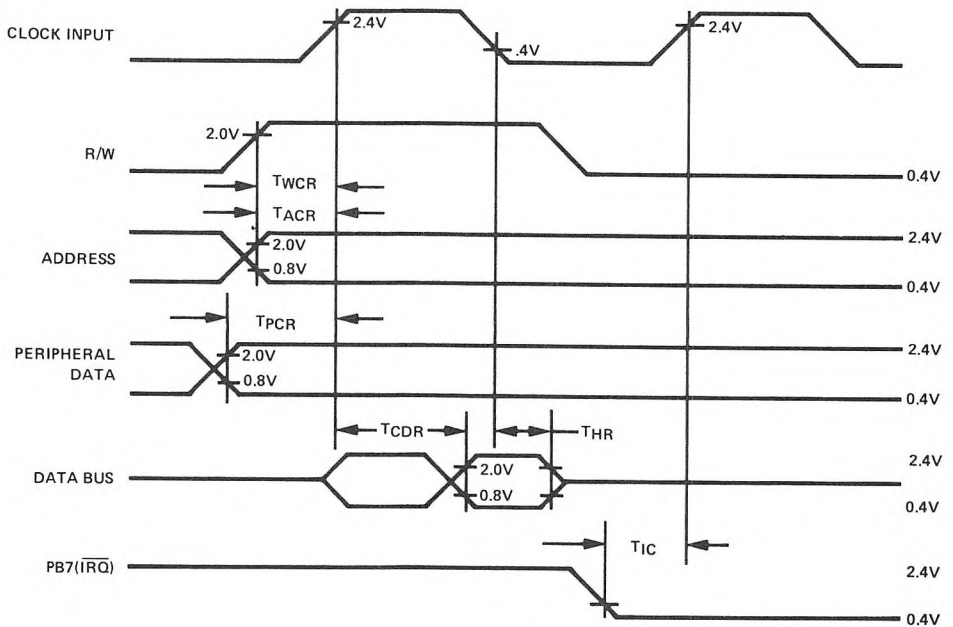 CLOCK INPUT
2.4V
.4V
2.4V
R/W
2.0V
0.4V
TWCR
TACR
ADDRESS
2.0V
0.8V
2.4V
0.4V
TPCR
PERIPHERAL
DATA
2.0V
0.8V
2.4V
0.4V
TCDR
THR
DATA BUS
2.0V
0.8V
2.4V
0.4V
TIC
PB7(I̅R̅Q̅)
2.4V
0.4V